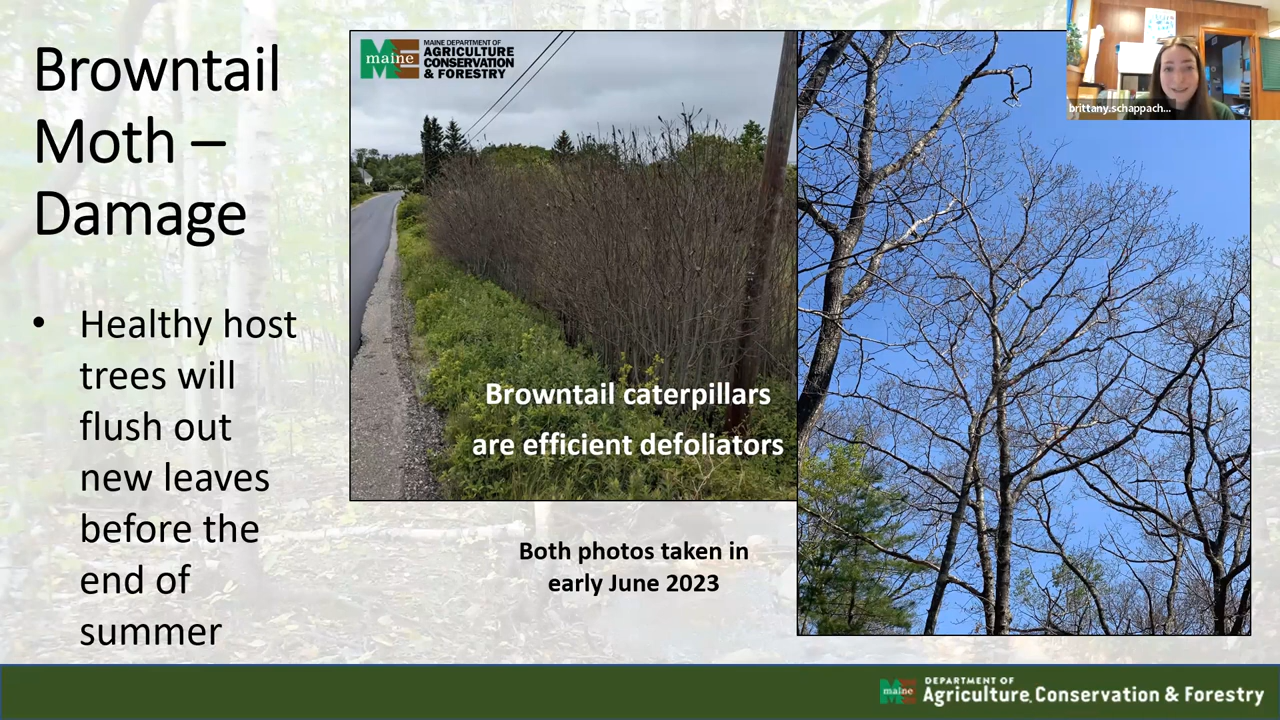 Browntail
Moth –
Damage
• Healthy host
trees will
flush out
new leaves
before the
end of
summer
maine
MAINE DEPARTMENT OF
AGRICULTURE
CONSERVATION
& FORESTRY
Browntail caterpillars
are efficient defoliators
Both photos taken in
early June 2023
brittany.schappach...
maine
DEPARTMENT OF
Agriculture, Conservation & Forestry